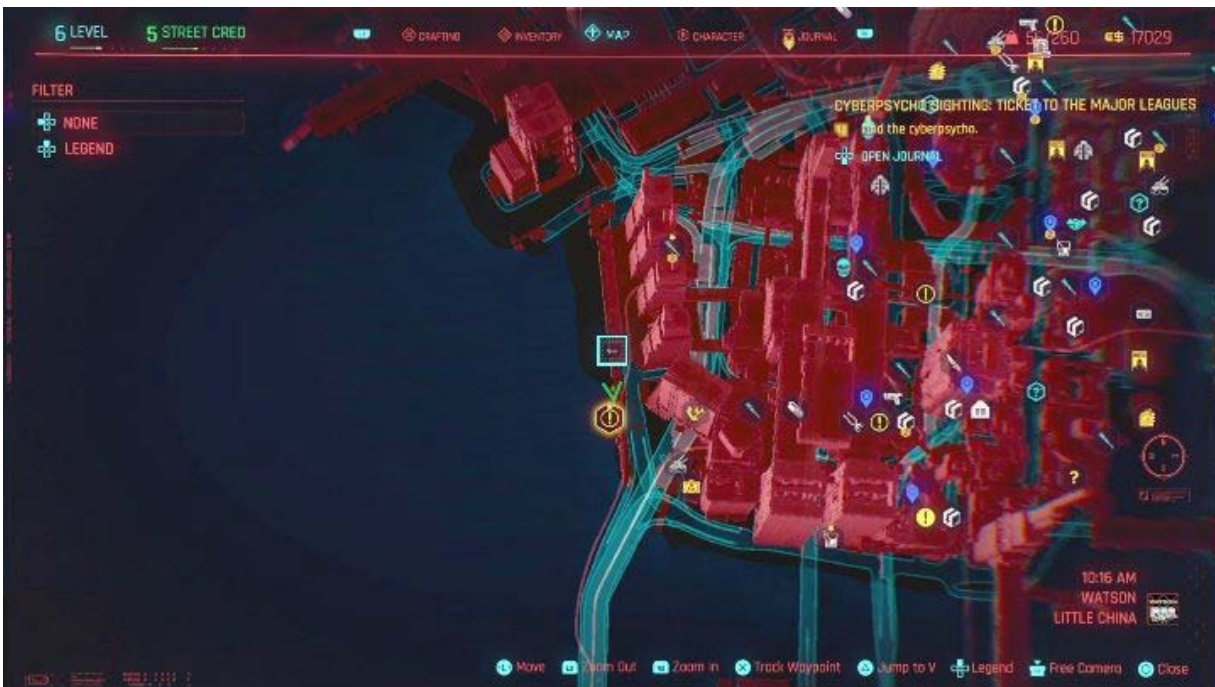 6 LEVEL
5 STREET CRED
CRAFTING
INVENTORY
MAP
CHARACTER
JOURNAL
/260
17029
FILTER
NONE
LEGEND
CYBERPSYCHO SIGHTING: TICKET TO THE MAJOR LEAGUES
the cyberpsycho.
OPEN JOURNAL
10:16 AM
WATSON
LITTLE CHINA
Move
Zoom Out
Zoom In
Track Waypoint
Jump to V
Legend
Free Camera
Close